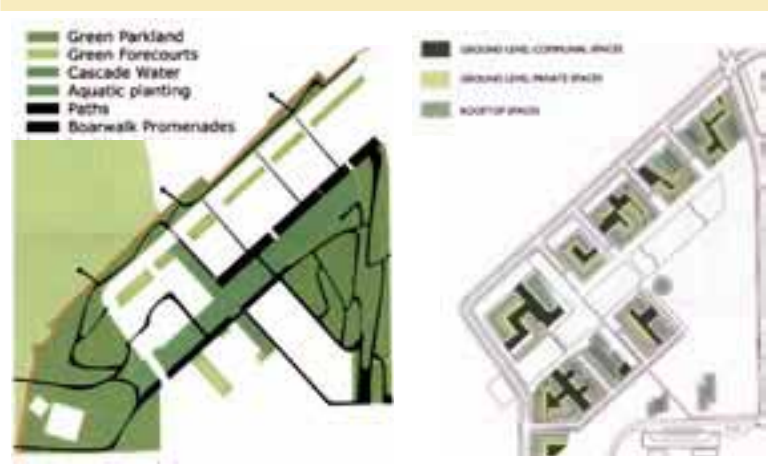 Green Parkland
Green Forecourts
Cascade Water
Aquatic planting
Paths
Boarwalk Promenades
GROUND LEVEL COMMUNAL SPACES
GROUND LEVEL PRIVATE SPACES
ROOFTOP SPACES